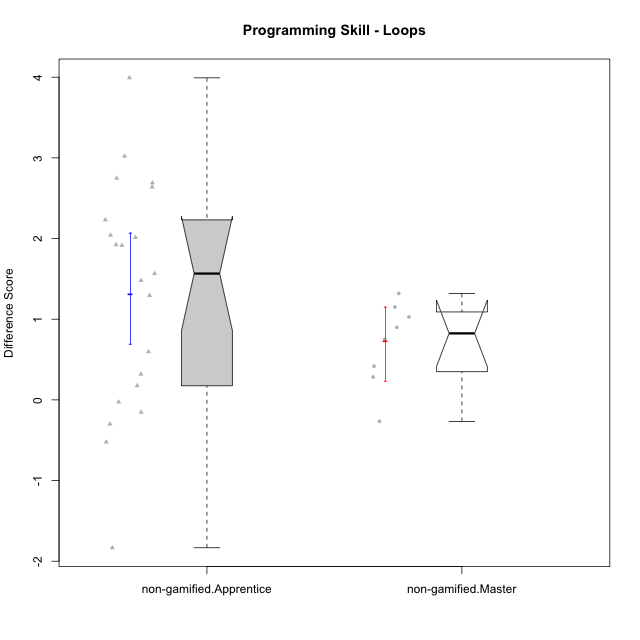 Programming Skill - Loops
Difference Score
4
3
2
1
0
-1
-2
non-gamified.Apprentice
non-gamified.Master